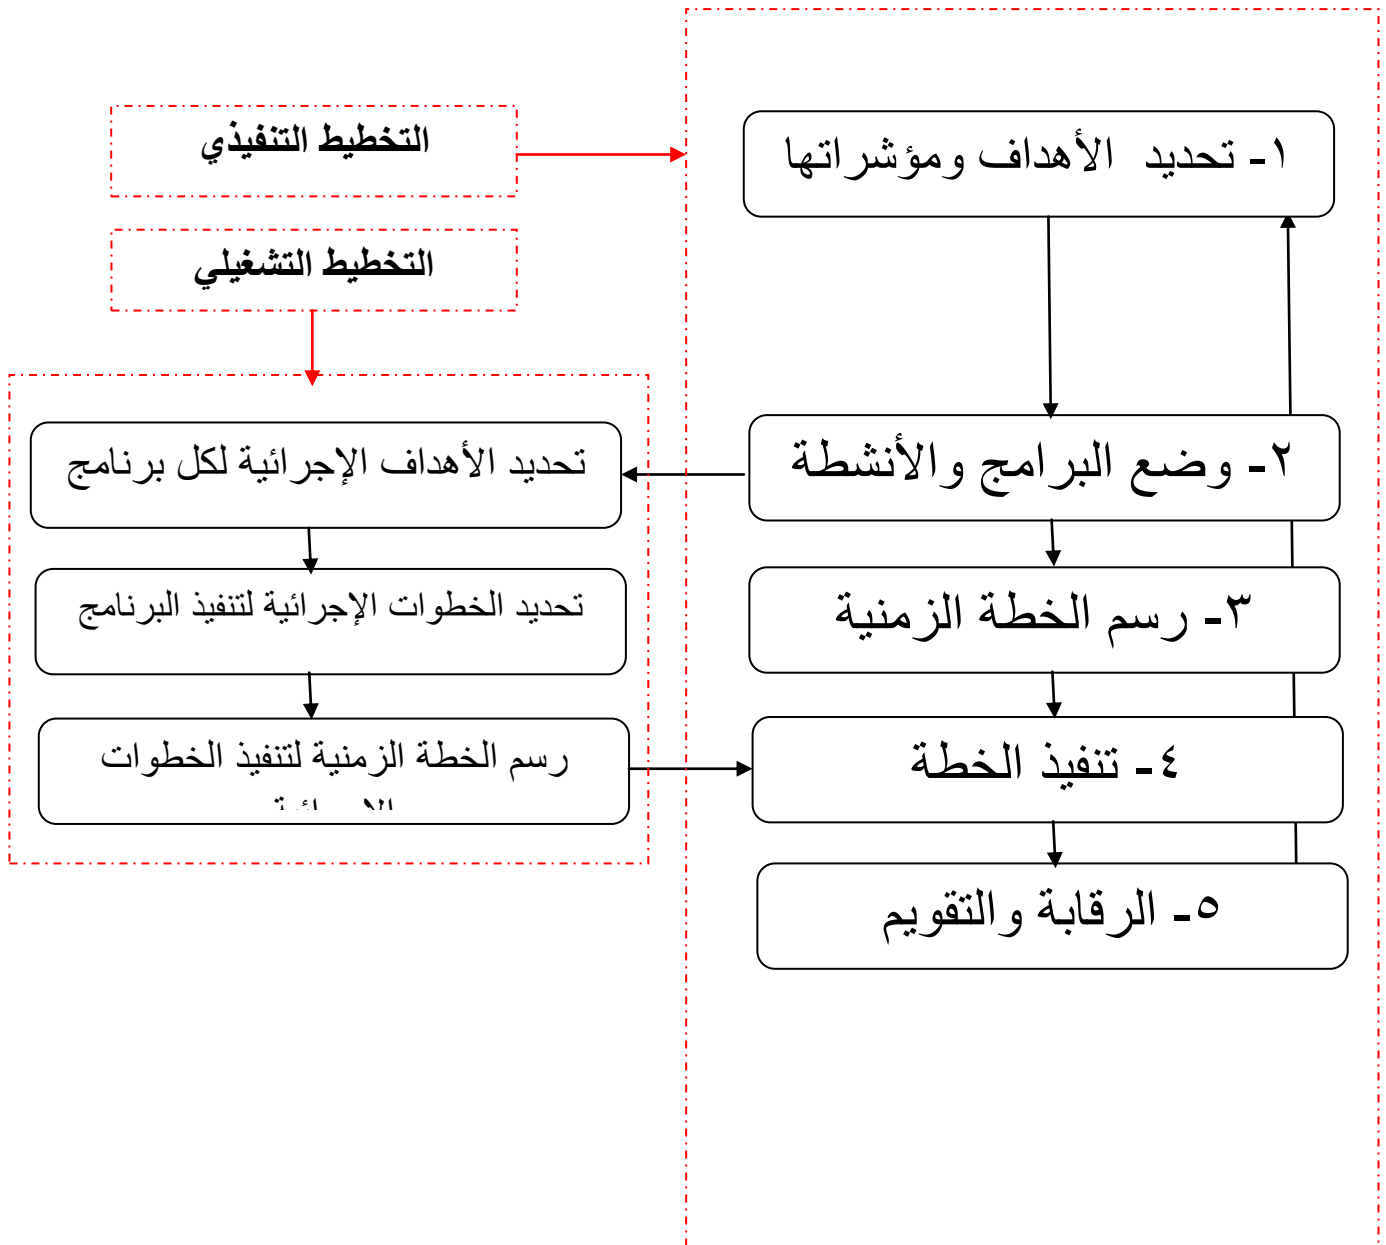 التخطيط التنفيذي
١- تحديد الأهداف ومؤشراتها
التخطيط التشغيلي
٢- وضع البرامج والأنشطة
تحديد الأهداف الإجرائية لكل برنامج
٣- رسم الخطة الزمنية
تحديد الخطوات الإجرائية لتنفيذ البرنامج
٤- تنفيذ الخطة
رسم الخطة الزمنية لتنفيذ الخطوات
٥- الرقابة والتقويم